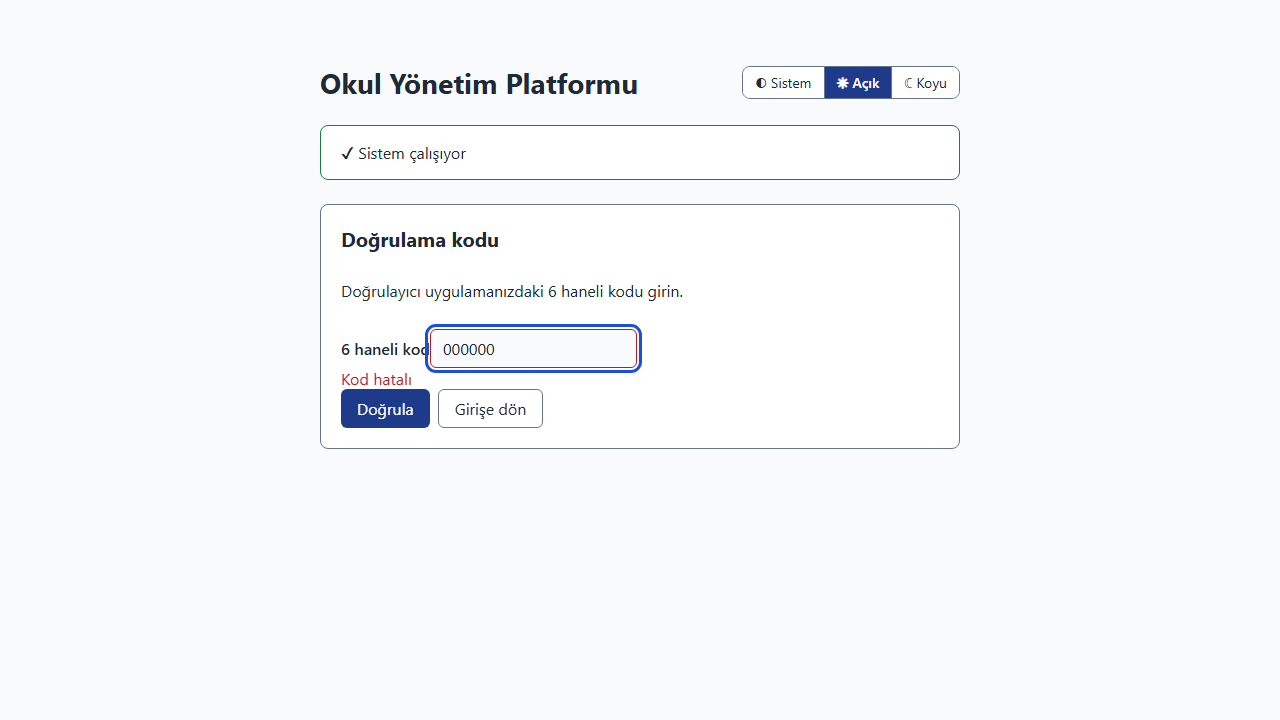 Okul Yönetim Platformu
◐ Sistem ❋ Açık ☾ Koyu
✓ Sistem çalışıyor
Doğrulama kodu
Doğrulayıcı uygulamanızdaki 6 haneli kodu girin.
6 haneli kod 000000
Kod hatalı
Doğrula Girişe dön